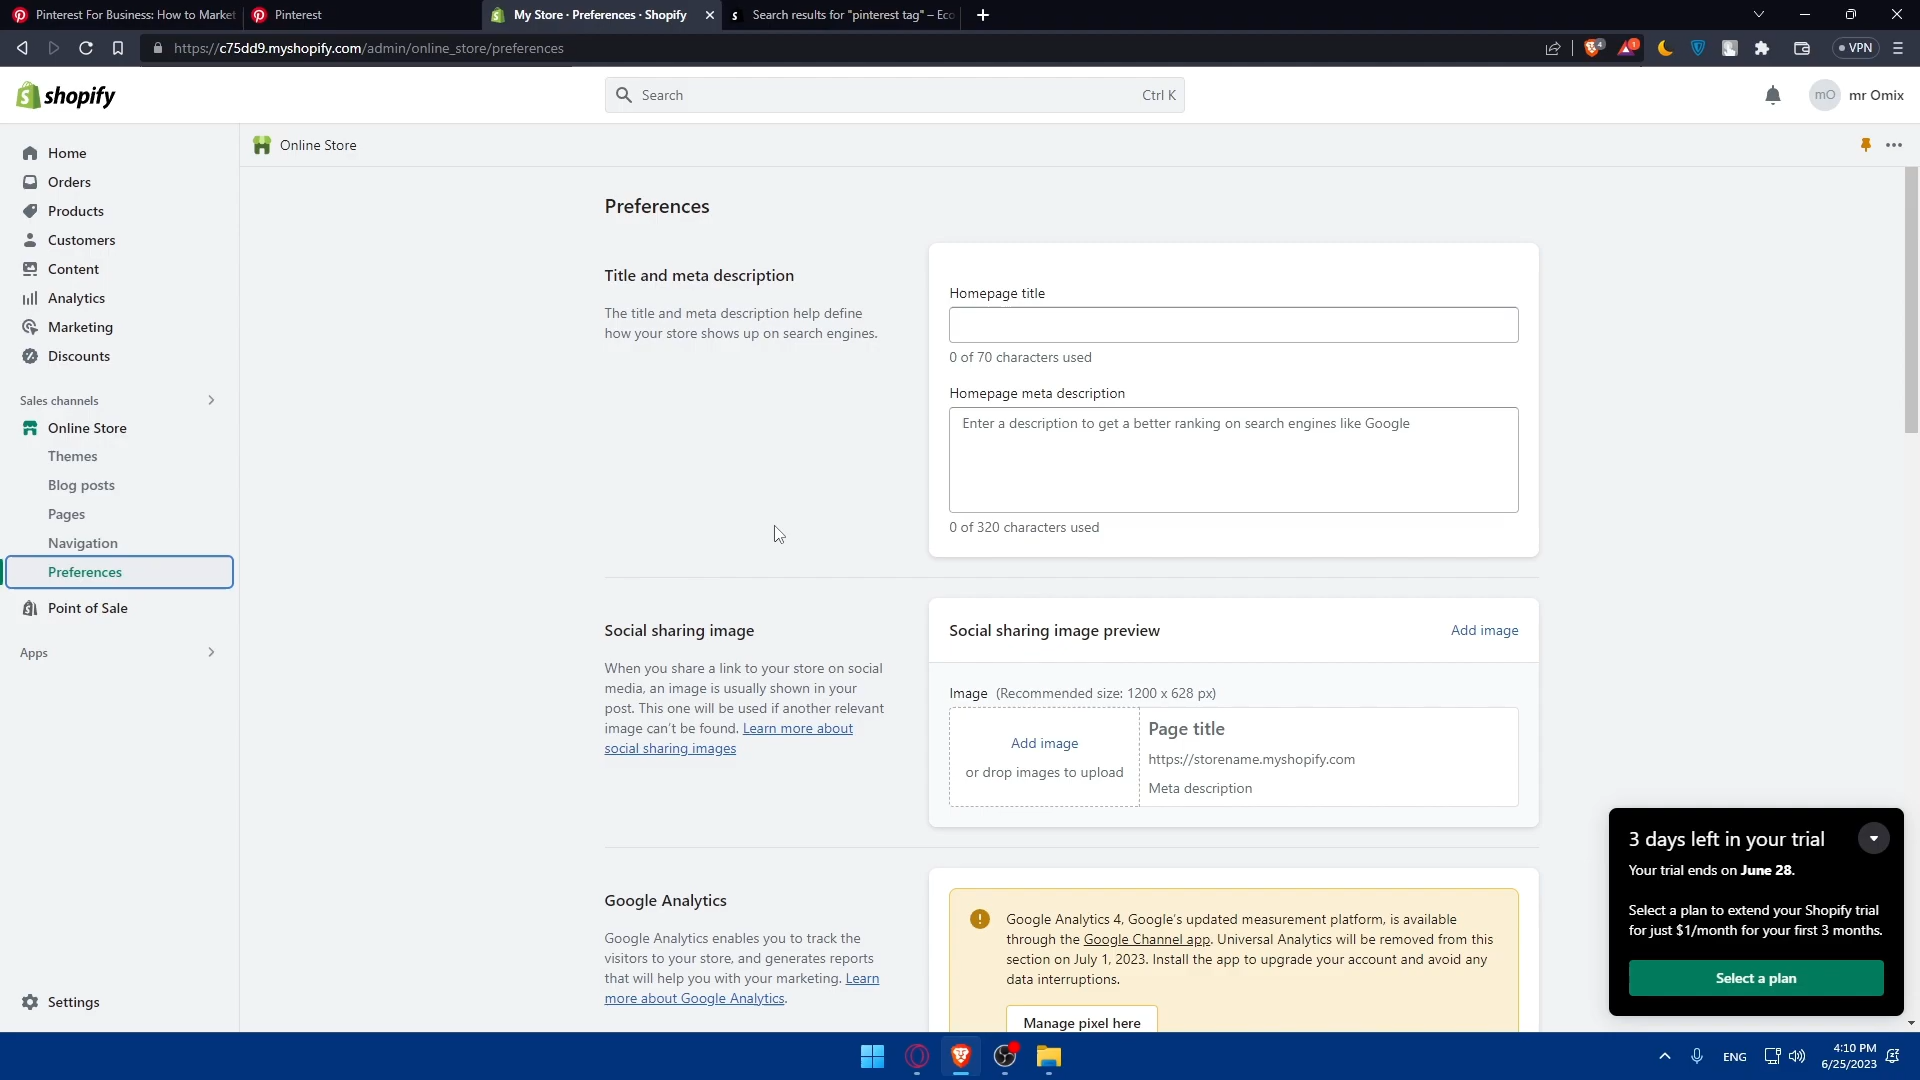 Pinterest For Business: How to Market
Pinterest
My Store · Preferences · Shopify
Search results for "pinterest tag" – Eco
https://c75dd9.myshopify.com/admin/online_store/preferences
4
1
VPN
shopify
Search
Ctrl K
mO
mr Omix
Home
Orders
Products
Customers
Content
Analytics
Marketing
Discounts
Sales channels
Online Store
Themes
Blog posts
Pages
Navigation
Preferences
Point of Sale
Apps
Settings
Online Store
Preferences
Title and meta description
The title and meta description help define
how your store shows up on search engines.
Homepage title
0 of 70 characters used
Homepage meta description
Enter a description to get a better ranking on search engines like Google
0 of 320 characters used
Social sharing image
When you share a link to your store on social
media, an image is usually shown in your
post. This one will be used if another relevant
image can't be found. Learn more about
social sharing images
Social sharing image preview
Add image
Image (Recommended size: 1200 x 628 px)
Add image
or drop images to upload
Page title
https://storename.myshopify.com
Meta description
Google Analytics
Google Analytics enables you to track the
visitors to your store, and generates reports
that will help you with your marketing. Learn
more about Google Analytics.
Google Analytics 4, Google's updated measurement platform, is available
through the Google Channel app. Universal Analytics will be removed from this
section on July 1, 2023. Install the app to upgrade your account and avoid any
data interruptions.
Manage pixel here
3 days left in your trial
Your trial ends on June 28.
Select a plan to extend your Shopify trial
for just $1/month for your first 3 months.
Select a plan
ENG
4:10 PM
6/25/2023